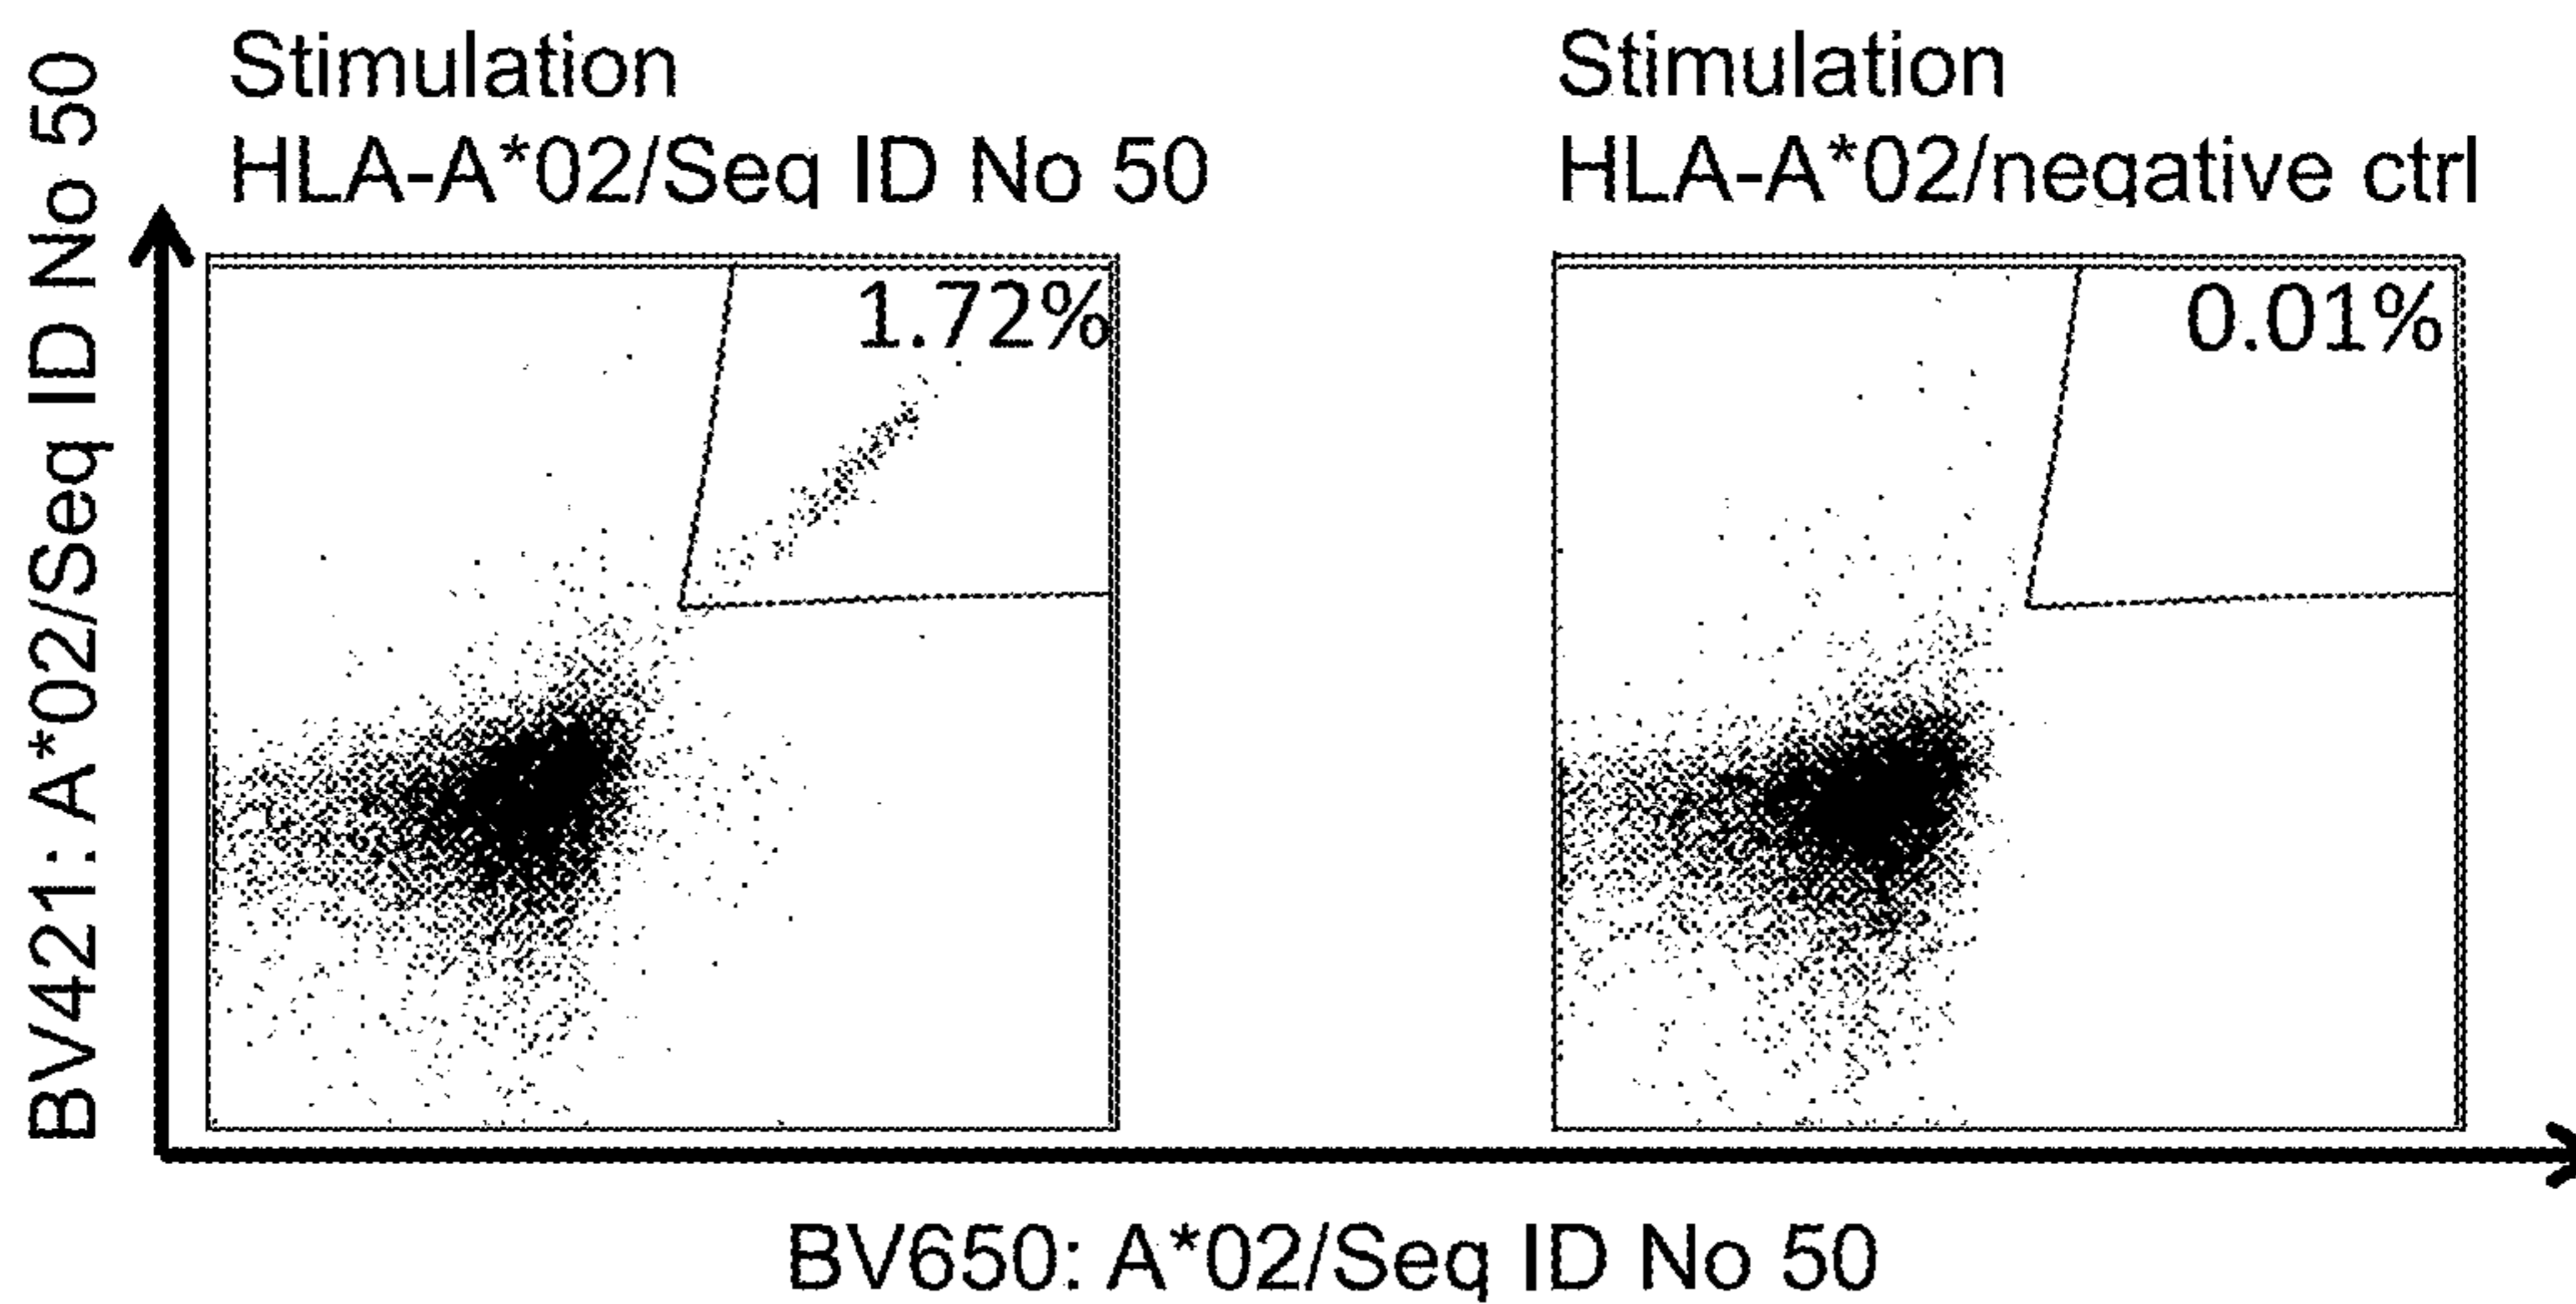 Stimulation
HLA-A*02/Seq ID No 50
Stimulation
HLA-A*02/negative ctrl
1.72%
0.01%
BV421: A*02/Seq ID No 50
BV650: A*02/Seq ID No 50